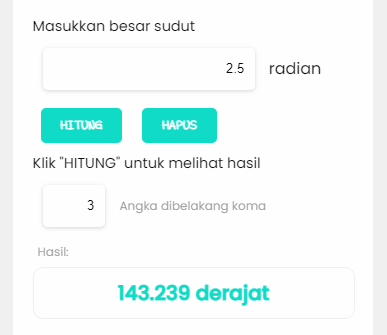 Masukkan besar sudut
2.5 radian
HITUNG HAPUS
Klik "HITUNG" untuk melihat hasil
3 Angka dibelakang koma
Hasil:
143.239 derajat